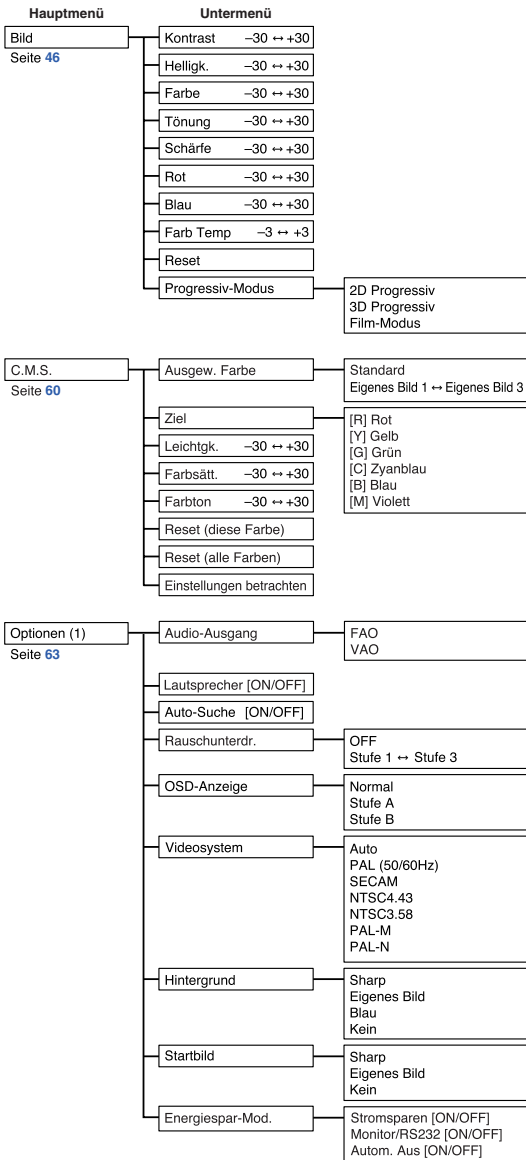 Hauptmenü Untermenü
Bild
Seite 46
Kontrast –30 ↔ +30
Helligk. –30 ↔ +30
Farbe –30 ↔ +30
Tönung –30 ↔ +30
Schärfe –30 ↔ +30
Rot –30 ↔ +30
Blau –30 ↔ +30
Farb Temp –3 ↔ +3
Reset
Progressiv-Modus
2D Progressiv
3D Progressiv
Film-Modus
C.M.S.
Seite 60
Ausgew. Farbe
Standard
Eigenes Bild 1 ↔ Eigenes Bild 3
Ziel
[R] Rot
[Y] Gelb
[G] Grün
[C] Zyanblau
[B] Blau
[M] Violett
Leichtgk. –30 ↔ +30
Farbsätt. –30 ↔ +30
Farbton –30 ↔ +30
Reset (diese Farbe)
Reset (alle Farben)
Einstellungen betrachten
Optionen (1)
Seite 63
Audio-Ausgang
FAO
VAO
Lautsprecher [ON/OFF]
Auto-Suche [ON/OFF]
Rauschunterdr.
OFF
Stufe 1 ↔ Stufe 3
OSD-Anzeige
Normal
Stufe A
Stufe B
Videosystem
Auto
PAL (50/60Hz)
SECAM
NTSC4.43
NTSC3.58
PAL-M
PAL-N
Hintergrund
Sharp
Eigenes Bild
Blau
Kein
Startbild
Sharp
Eigenes Bild
Kein
Energiespar-Mod.
Stromsparen [ON/OFF]
Monitor/RS232 [ON/OFF]
Autom. Aus [ON/OFF]